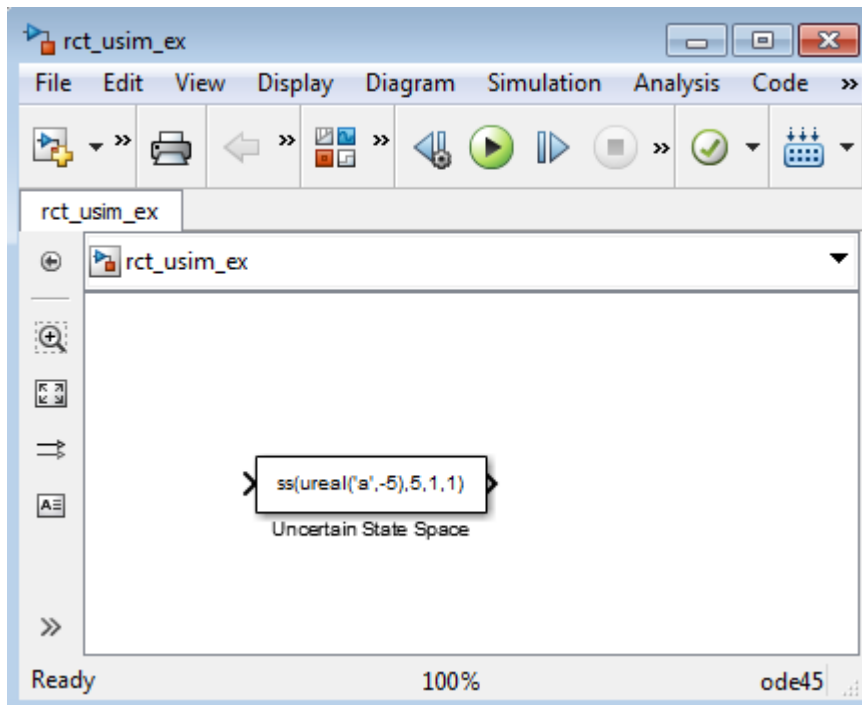 rct_usim_ex
File Edit View Display Diagram Simulation Analysis Code »
» » » »
rct_usim_ex
rct_usim_ex
ss(ureal('a',-5),5,1,1)
Uncertain State Space
A
»
Ready 100% ode45